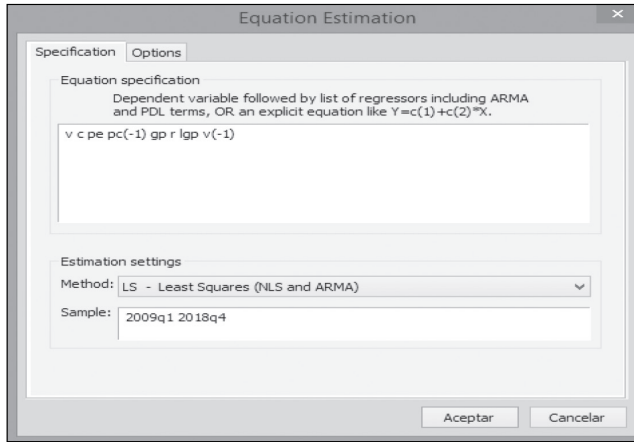 Equation Estimation
Specification
Options
Equation specification
Dependent variable followed by list of regressors including ARMA
and PDL terms, OR an explicit equation like Y=c(1)+c(2)*X.
v c pe pc(-1) gp r lgp v(-1)
Estimation settings
Method:
LS - Least Squares (NLS and ARMA)
Sample:
2009q1 2018q4
Aceptar
Cancelar